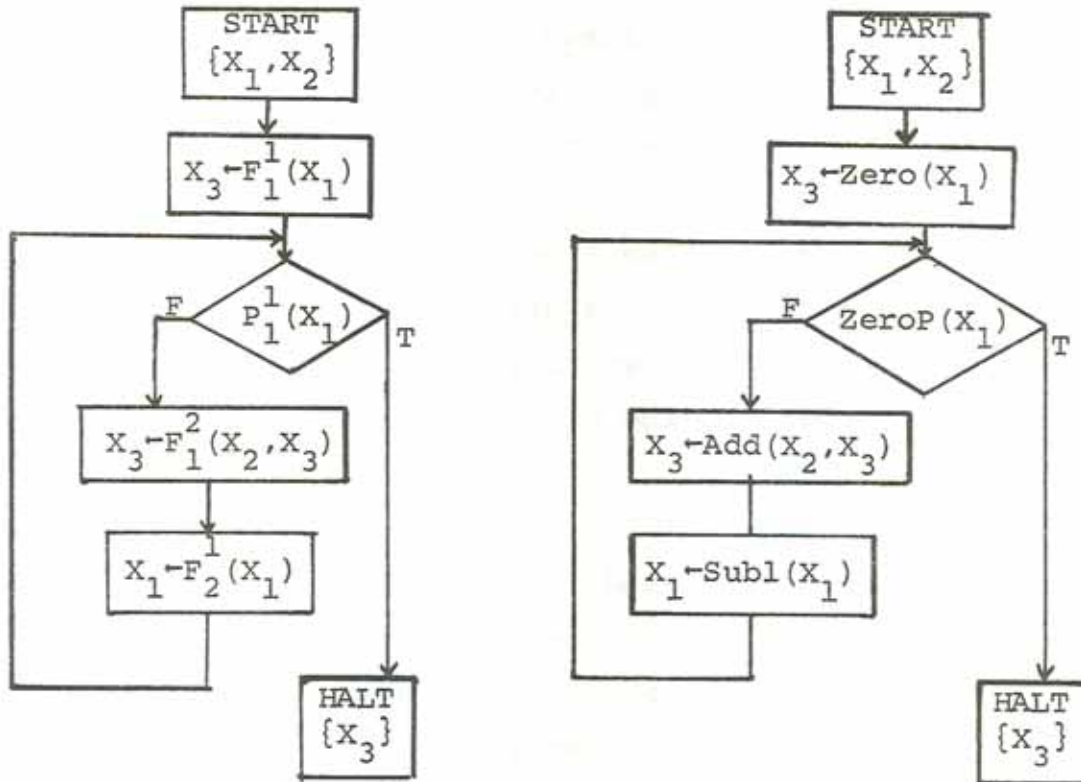 START
{X₁,X₂}
X₃←F₁¹(X₁)
P₁¹(X₁)
F
T
X₃←F₁²(X₂,X₃)
X₁←F₂¹(X₁)
HALT
{X₃}
START
{X₁,X₂}
X₃←Zero(X₁)
ZeroP(X₁)
F
T
X₃←Add(X₂,X₃)
X₁←Sub1(X₁)
HALT
{X₃}